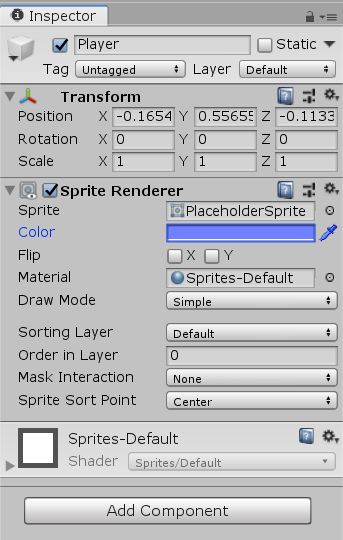 Inspector
Player Static
Tag Untagged Layer Default
Transform
Position X -0.1654 Y 0.55655 Z -0.1133
Rotation X 0 Y 0 Z 0
Scale X 1 Y 1 Z 1
Sprite Renderer
Sprite PlaceholderSprite
Color
Flip X Y
Material Sprites-Default
Draw Mode Simple
Sorting Layer Default
Order in Layer 0
Mask Interaction None
Sprite Sort Point Center
Sprites-Default
Shader Sprites/Default
Add Component